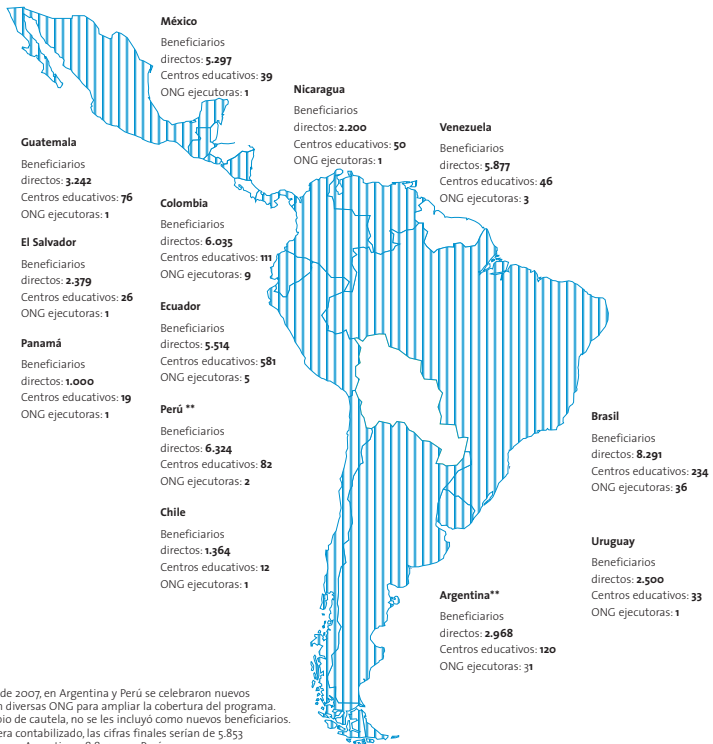 México
Beneficiarios
directos: 5.297
Centros educativos: 39
ONG ejecutoras: 1
Nicaragua
Beneficiarios
directos: 2.200
Centros educativos: 50
ONG ejecutoras: 1
Venezuela
Beneficiarios
directos: 5.877
Centros educativos: 46
ONG ejecutoras: 3
Guatemala
Beneficiarios
directos: 3.242
Centros educativos: 76
ONG ejecutoras: 1
Colombia
Beneficiarios
directos: 6.035
Centros educativos: 111
ONG ejecutoras: 9
El Salvador
Beneficiarios
directos: 2.379
Centros educativos: 26
ONG ejecutoras: 1
Ecuador
Beneficiarios
directos: 5.514
Centros educativos: 581
ONG ejecutoras: 5
Panamá
Beneficiarios
directos: 1.000
Centros educativos: 19
ONG ejecutoras: 1
Perú **
Beneficiarios
directos: 6.324
Centros educativos: 82
ONG ejecutoras: 2
Brasil
Beneficiarios
directos: 8.291
Centros educativos: 234
ONG ejecutoras: 36
Chile
Beneficiarios
directos: 1.364
Centros educativos: 12
ONG ejecutoras: 1
Uruguay
Beneficiarios
directos: 2.500
Centros educativos: 33
ONG ejecutoras: 1
Argentina**
Beneficiarios
directos: 2.968
Centros educativos: 120
ONG ejecutoras: 31
de 2007, en Argentina y Perú se celebraron nuevos
diversas ONG para ampliar la cobertura del programa.
de cautela, no se les incluyó como nuevos beneficiarios.
contabilizado, las cifras finales serían de 5.853